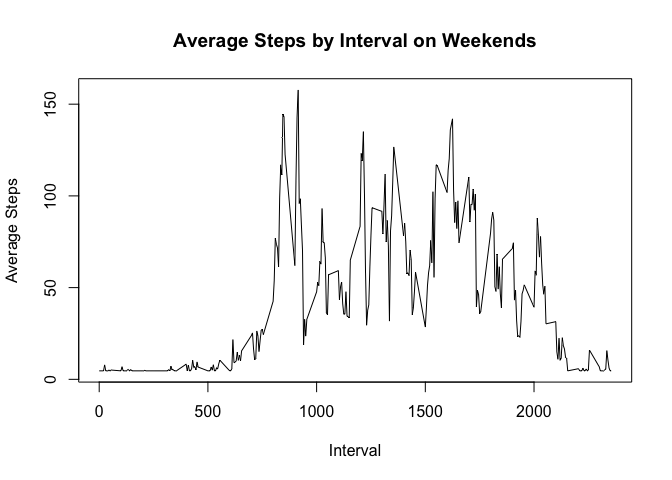 Average Steps by Interval on Weekends
Average Steps
150
100
50
0
0 500 1000 1500 2000
Interval